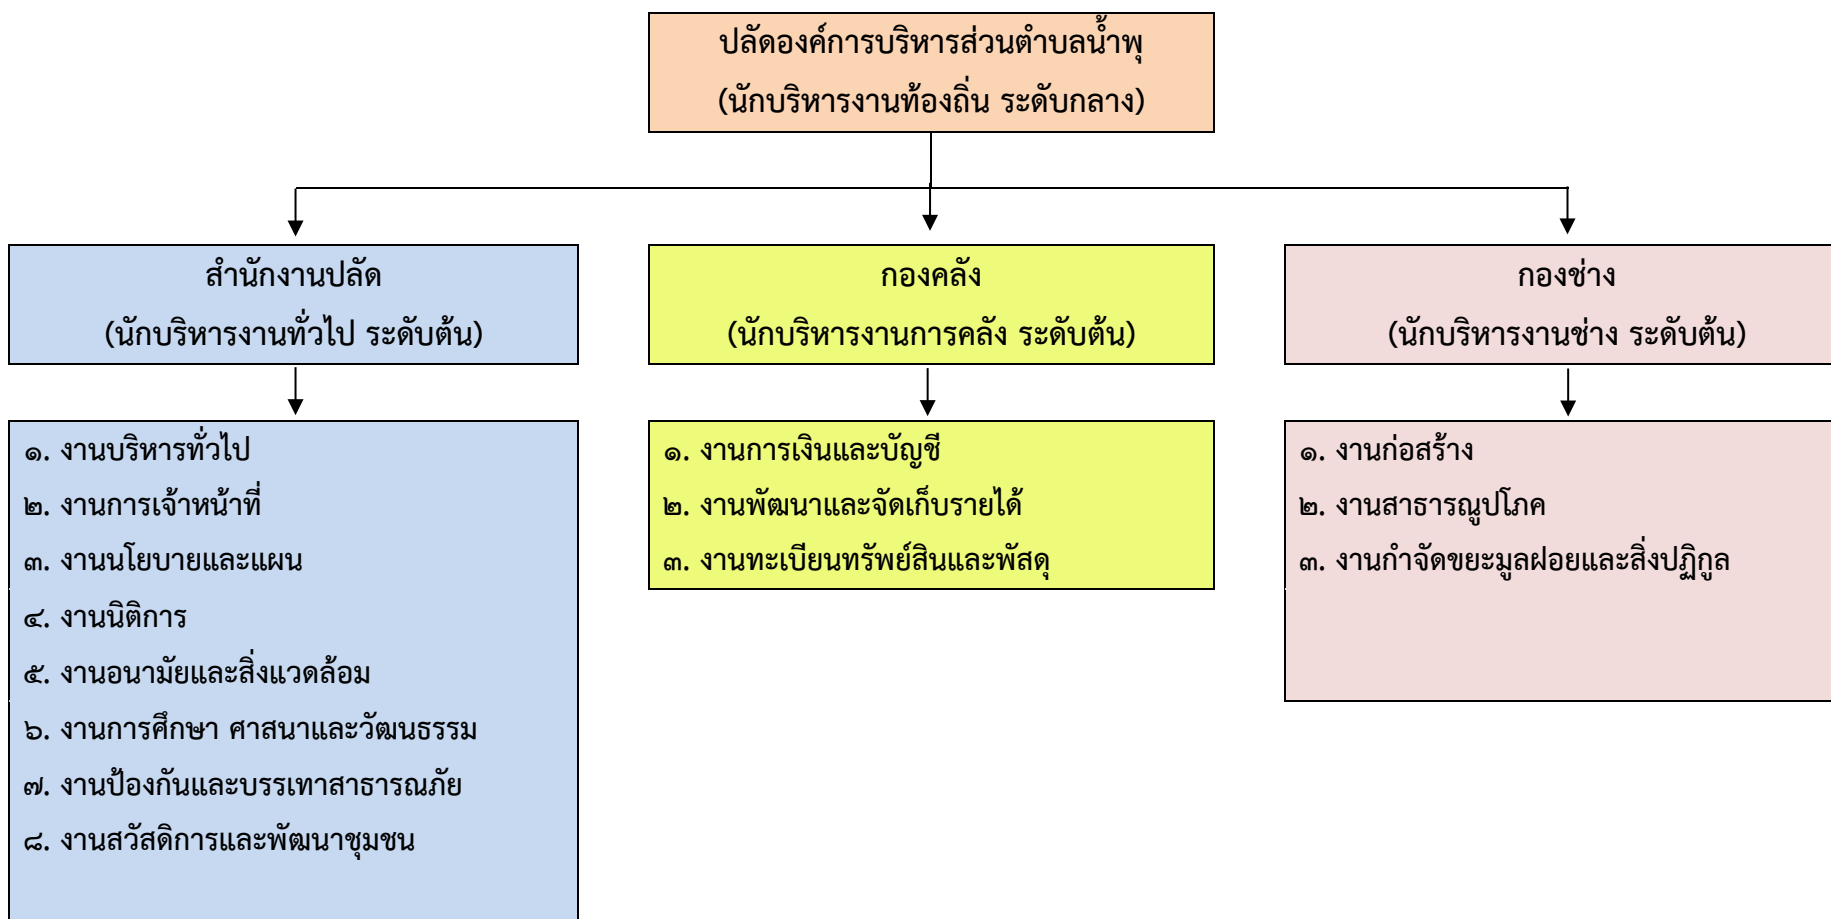 ปลัดองค์การบริหารส่วนตำบลน้ำพุ
(นักบริหารงานท้องถิ่น ระดับกลาง)
สำนักงานปลัด
(นักบริหารงานทั่วไป ระดับต้น)
กองคลัง
(นักบริหารงานการคลัง ระดับต้น)
กองช่าง
(นักบริหารงานช่าง ระดับต้น)
๑. งานบริหารทั่วไป
๒. งานการเจ้าหน้าที่
๓. งานนโยบายและแผน
๔. งานนิติการ
๕. งานอนามัยและสิ่งแวดล้อม
๖. งานการศึกษา ศาสนาและวัฒนธรรม
๗. งานป้องกันและบรรเทาสาธารณภัย
๘. งานสวัสดิการและพัฒนาชุมชน
๑. งานการเงินและบัญชี
๒. งานพัฒนาและจัดเก็บรายได้
๓. งานทะเบียนทรัพย์สินและพัสดุ
๑. งานก่อสร้าง
๒. งานสาธารณูปโภค
๓. งานกำจัดขยะมูลฝอยและสิ่งปฏิกูล